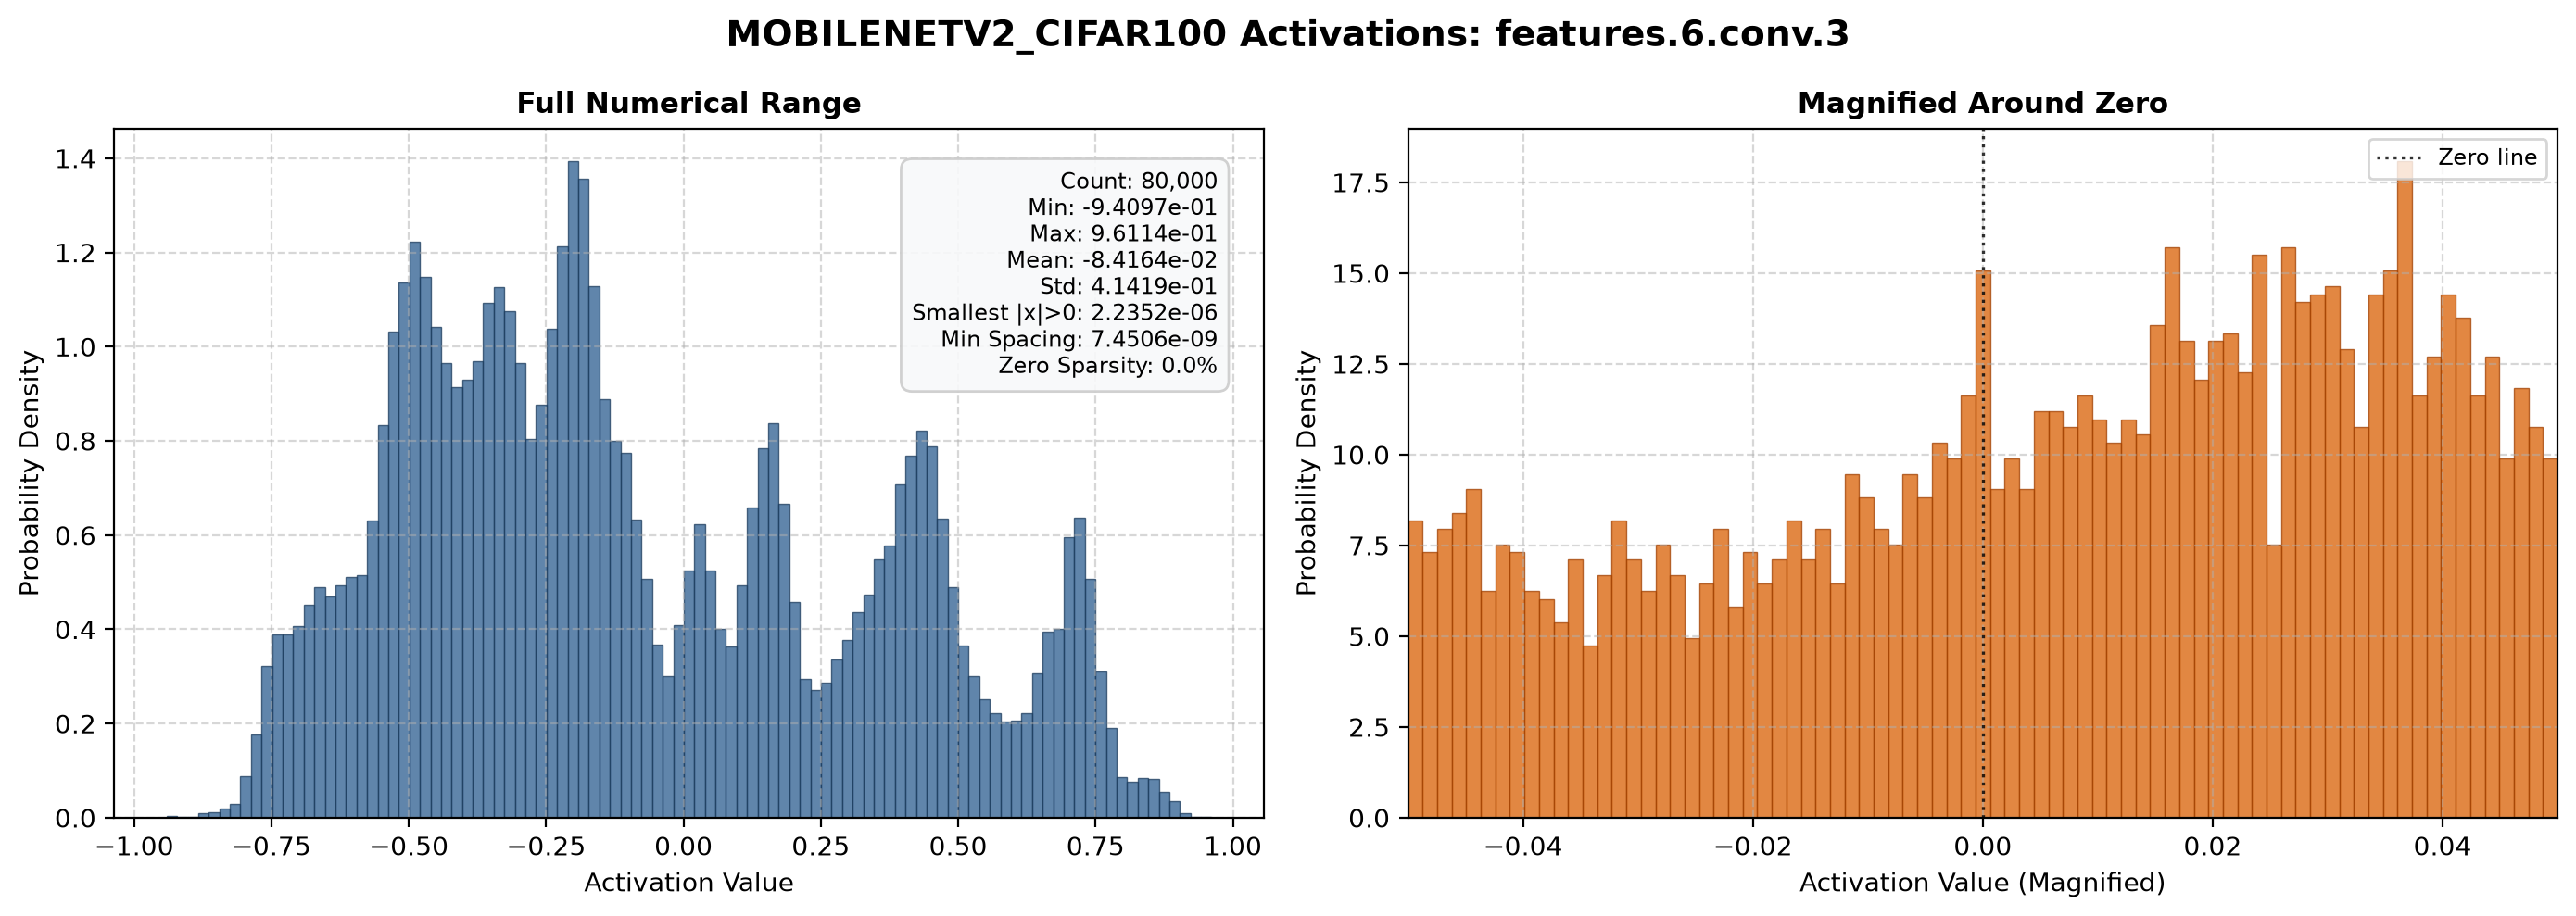 MOBILENETV2_CIFAR100 Activations: features.6.conv.3
Full Numerical Range
Probability Density
1.4
1.2
1.0
0.8
0.6
0.4
0.2
0.0
Count: 80,000
Min: -9.4097e-01
Max: 9.6114e-01
Mean: -8.4164e-02
Std: 4.1419e-01
Smallest |x|>0: 2.2352e-06
Min Spacing: 7.4506e-09
Zero Sparsity: 0.0%
−1.00 −0.75 −0.50 −0.25 0.00 0.25 0.50 0.75 1.00
Activation Value
Magnified Around Zero
Probability Density
17.5
15.0
12.5
10.0
7.5
5.0
2.5
0.0
Zero line
−0.04 −0.02 0.00 0.02 0.04
Activation Value (Magnified)